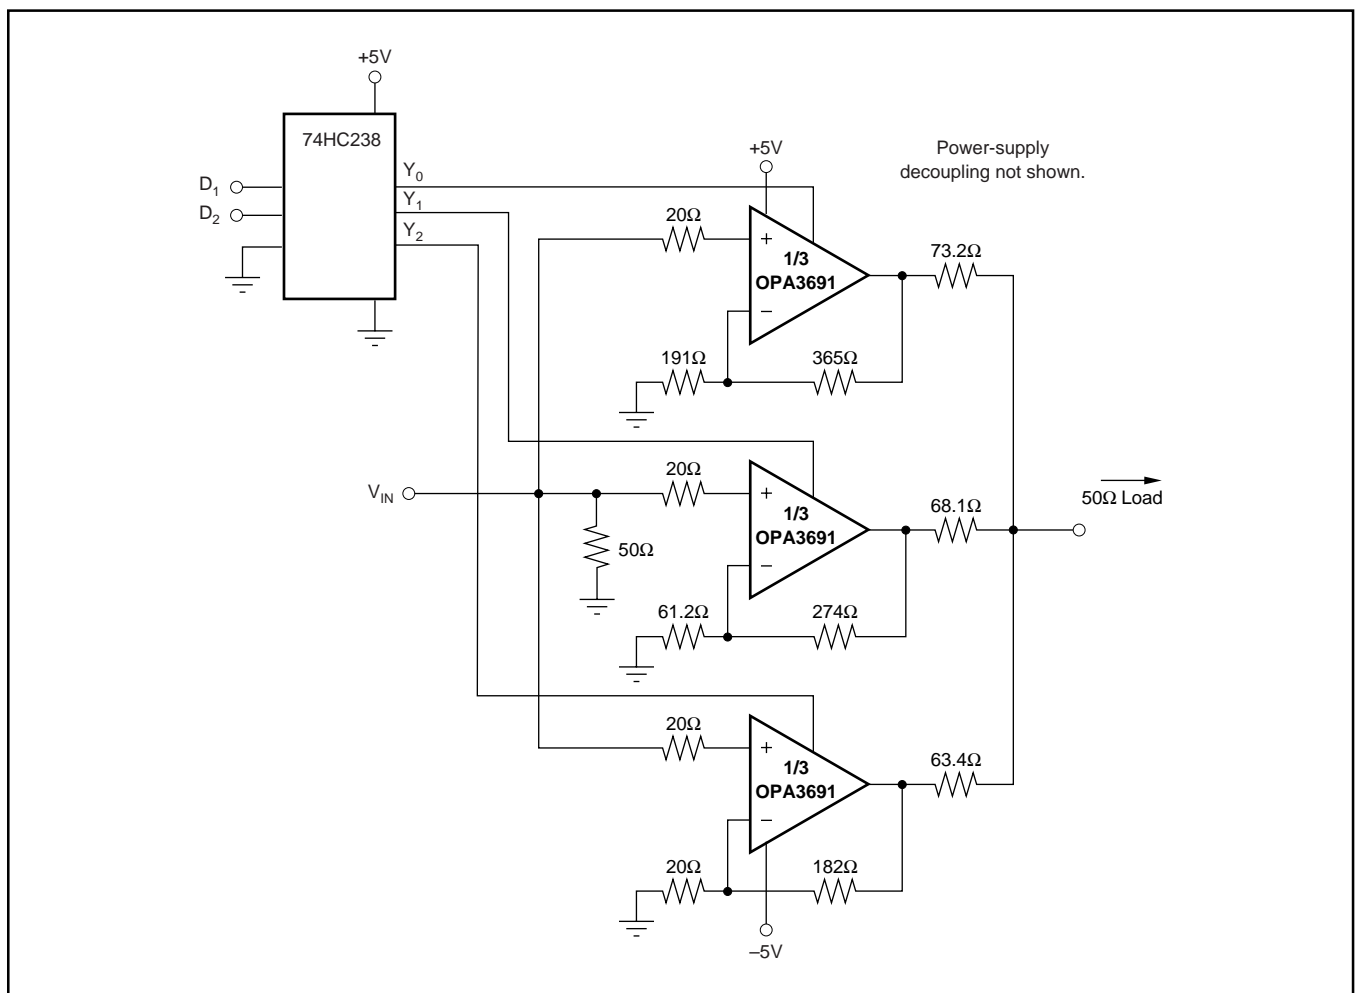 +5V
74HC238
D1
D2
Y0
Y1
Y2
+5V
Power-supply
decoupling not shown.
20Ω
+
1/3
OPA3691
−
73.2Ω
191Ω
365Ω
VIN
20Ω
+
1/3
OPA3691
−
68.1Ω
50Ω Load
50Ω
61.2Ω
274Ω
20Ω
+
1/3
OPA3691
−
63.4Ω
20Ω
182Ω
–5V